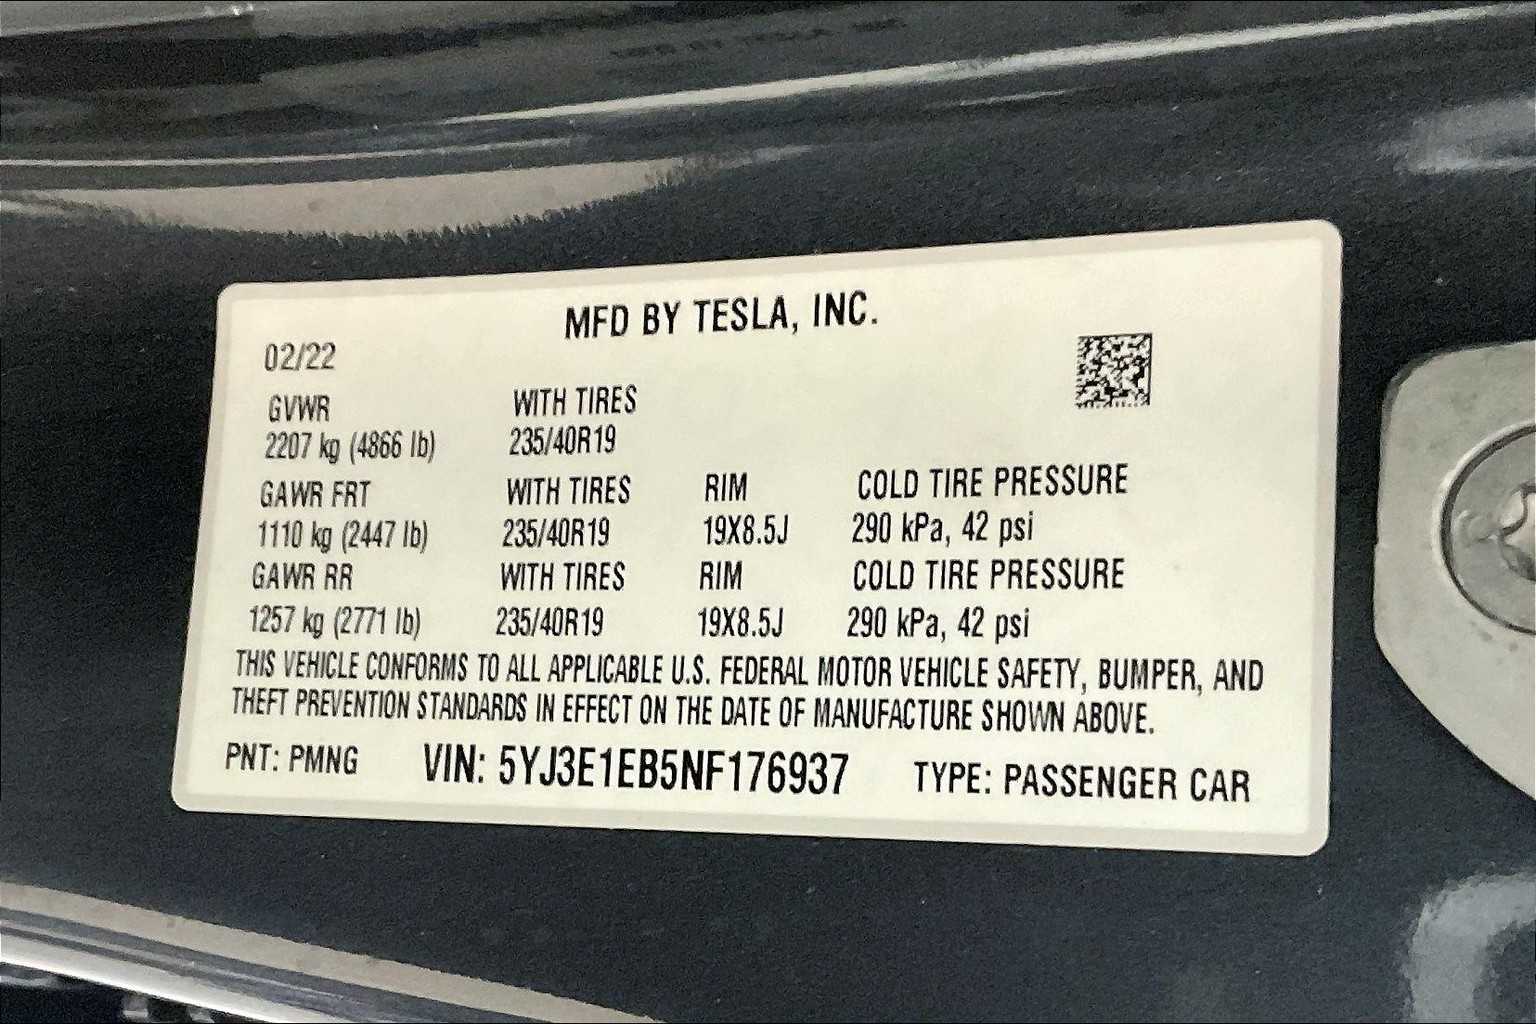 MFD BY TESLA, INC.
02/22
GVWR WITH TIRES
2207 kg (4866 lb) 235/40R19
GAWR FRT WITH TIRES RIM COLD TIRE PRESSURE
1110 kg (2447 lb) 235/40R19 19X8.5J 290 kPa, 42 psi
GAWR RR WITH TIRES RIM COLD TIRE PRESSURE
1257 kg (2771 lb) 235/40R19 19X8.5J 290 kPa, 42 psi
THIS VEHICLE CONFORMS TO ALL APPLICABLE U.S. FEDERAL MOTOR VEHICLE SAFETY, BUMPER, AND
THEFT PREVENTION STANDARDS IN EFFECT ON THE DATE OF MANUFACTURE SHOWN ABOVE.
PNT: PMNG VIN: 5YJ3E1EB5NF176937 TYPE: PASSENGER CAR